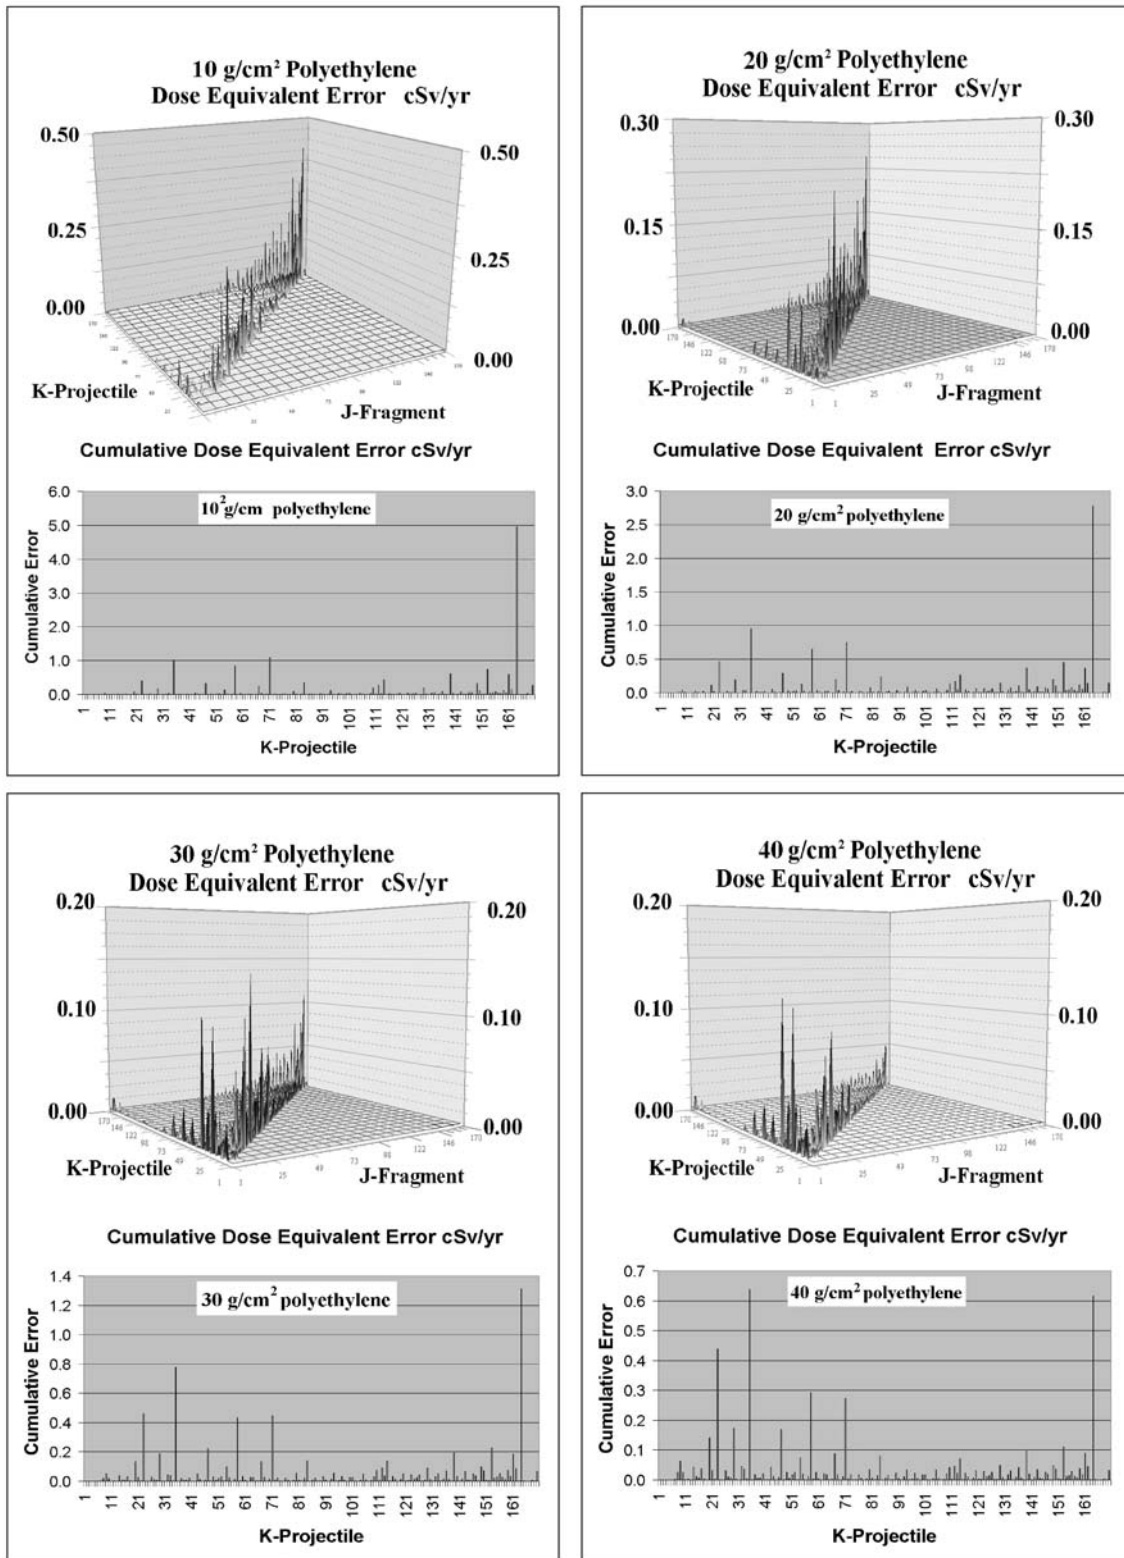 10 g/cm² Polyethylene
Dose Equivalent Error cSv/yr
0.50
0.50
0.25
0.25
0.00
0.00
K-Projectile
J-Fragment
Cumulative Dose Equivalent Error cSv/yr
10²g/cm polyethylene
Cumulative Error
6.0
5.0
4.0
3.0
2.0
1.0
0.0
1 11 21 31 41 51 61 71 81 91 101 111 121 131 141 151 161
K-Projectile
20 g/cm² Polyethylene
Dose Equivalent Error cSv/yr
0.30
0.30
0.15
0.15
0.00
0.00
170 146 122 98 73 49 25 1
1 25 49 73 98 122 146 170
K-Projectile
J-Fragment
Cumulative Dose Equivalent Error cSv/yr
20 g/cm² polyethylene
Cumulative Error
3.0
2.5
2.0
1.5
1.0
0.5
0.0
1 11 21 31 41 51 61 71 81 91 101 111 121 131 141 151 161
K-Projectile
30 g/cm² Polyethylene
Dose Equivalent Error cSv/yr
0.20
0.20
0.10
0.10
0.00
0.00
146 122 98 73 49 25 1
25 49 73 98 122 146
K-Projectile
J-Fragment
Cumulative Dose Equivalent Error cSv/yr
30 g/cm² polyethylene
Cumulative Error
1.4
1.2
1.0
0.8
0.6
0.4
0.2
0.0
1 11 21 31 41 51 61 71 81 91 101 111 121 131 141 151 161
K-Projectile
40 g/cm² Polyethylene
Dose Equivalent Error cSv/yr
0.20
0.20
0.10
0.10
0.00
0.00
170 146 122 98 73 49 25 1
1 25 49 73 98 122 146 170
K-Projectile
J-Fragment
Cumulative Dose Equivalent Error cSv/yr
40 g/cm² polyethylene
Cumulative Error
0.7
0.6
0.5
0.4
0.3
0.2
0.1
0.0
1 11 21 31 41 51 61 71 81 91 101 111 121 131 141 151 161
K-Projectile